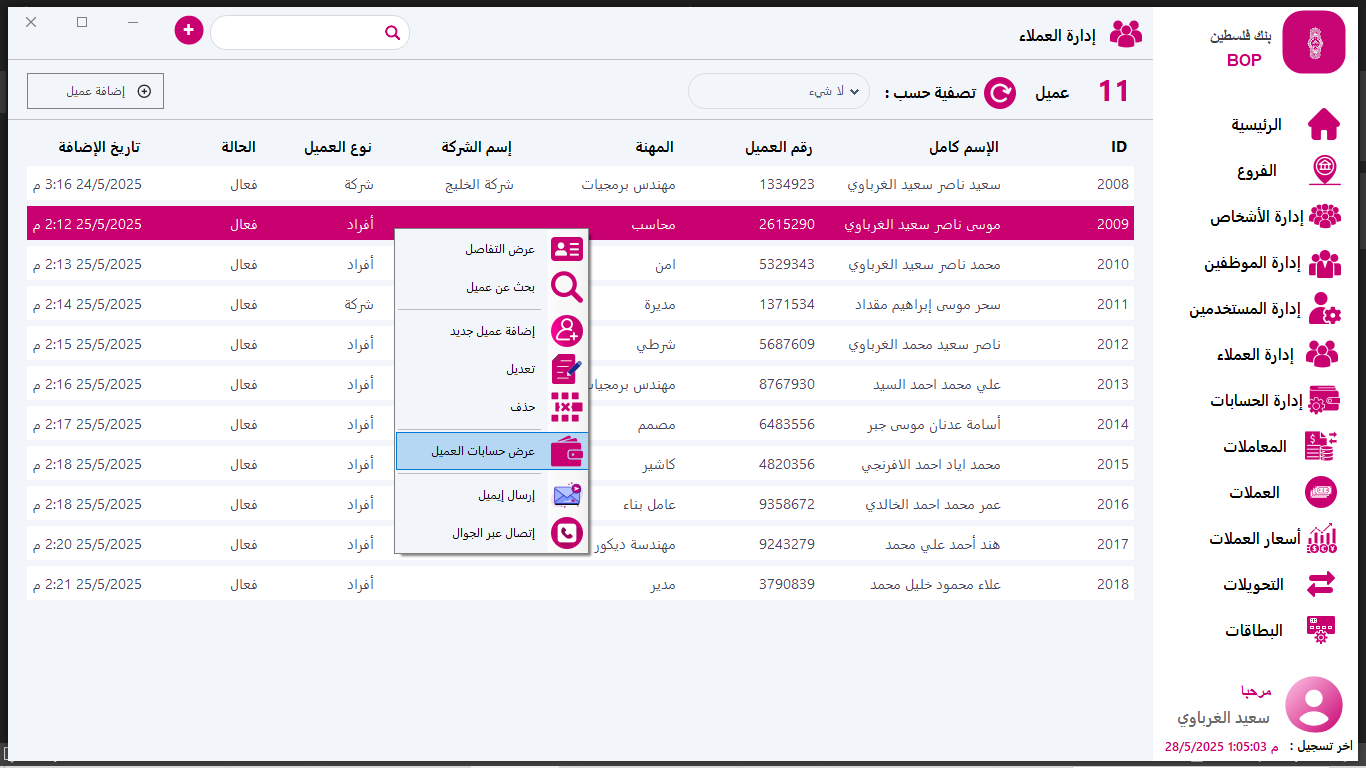 بنك فلسطين
BOP
الرئيسية
الفروع
إدارة الأشخاص
إدارة الموظفين
إدارة المستخدمين
إدارة العملاء
إدارة الحسابات
المعاملات
العملات
أسعار العملات
التحويلات
البطاقات
مرحبا
سعيد الغرباوي
اخر تسجيل : 28/5/2025 1:05:03 م
إدارة العملاء
11 عميل تصفية حسب : لا شيء إضافة عميل
ID الإسم كامل رقم العميل المهنة إسم الشركة نوع العميل الحالة تاريخ الإضافة
2008 سعيد ناصر سعيد الغرباوي 1334923 مهندس برمجيات شركة الخليج شركة فعال 24/5/2025 3:16 م
2009 موسى ناصر سعيد الغرباوي 2615290 محاسب أفراد فعال 25/5/2025 2:12 م
2010 محمد ناصر سعيد الغرباوي 5329343 امن أفراد فعال 25/5/2025 2:13 م
2011 سحر موسى إبراهيم مقداد 1371534 مديرة شركة فعال 25/5/2025 2:14 م
2012 ناصر سعيد محمد الغرباوي 5687609 شرطي أفراد فعال 25/5/2025 2:15 م
2013 علي محمد احمد السيد 8767930 مهندس برمجيات أفراد فعال 25/5/2025 2:16 م
2014 أسامة عدنان موسى جبر 6483556 مصمم أفراد فعال 25/5/2025 2:17 م
2015 محمد اياد احمد الافرنجي 4820356 كاشير أفراد فعال 25/5/2025 2:18 م
2016 عمر محمد احمد الخالدي 9358672 عامل بناء أفراد فعال 25/5/2025 2:18 م
2017 هند أحمد علي محمد 9243279 مهندسة ديكور أفراد فعال 25/5/2025 2:20 م
2018 علاء محمود خليل محمد 3790839 مدير أفراد فعال 25/5/2025 2:21 م
عرض التفاصل
بحث عن عميل
إضافة عميل جديد
تعديل
حذف
عرض حسابات العميل
إرسال إيميل
إتصال عبر الجوال